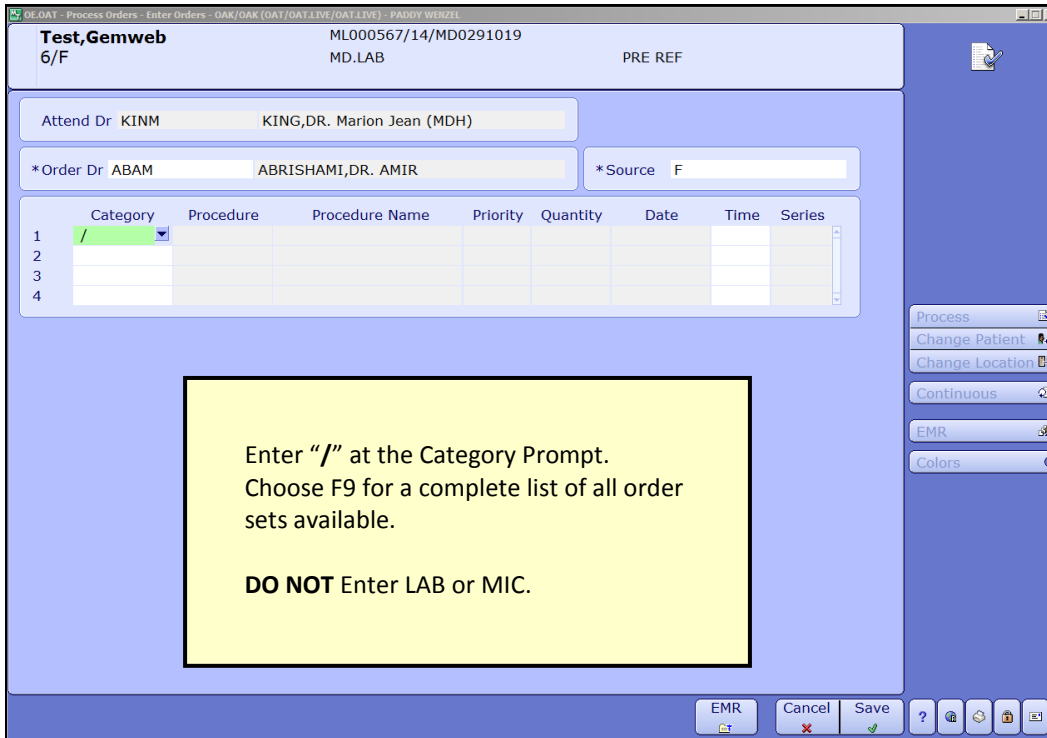 OE.OAT - Process Orders - Enter Orders - OAK/OAK (OAT/OAT.LIVE/OAT.LIVE) - PADDY WENZEL
Test,Gemweb ML000567/14/MD0291019
6/F MD.LAB PRE REF
Attend Dr KINM KING,DR. Marion Jean (MDH)
*Order Dr ABAM ABRISHAMI,DR. AMIR *Source F
Category Procedure Procedure Name Priority Quantity Date Time Series
1 /
2
3
4
Process
Change Patient
Change Location
Continuous
EMR
Colors
Enter “/” at the Category Prompt.
Choose F9 for a complete list of all order
sets available.
DO NOT Enter LAB or MIC.
EMR Cancel Save ?